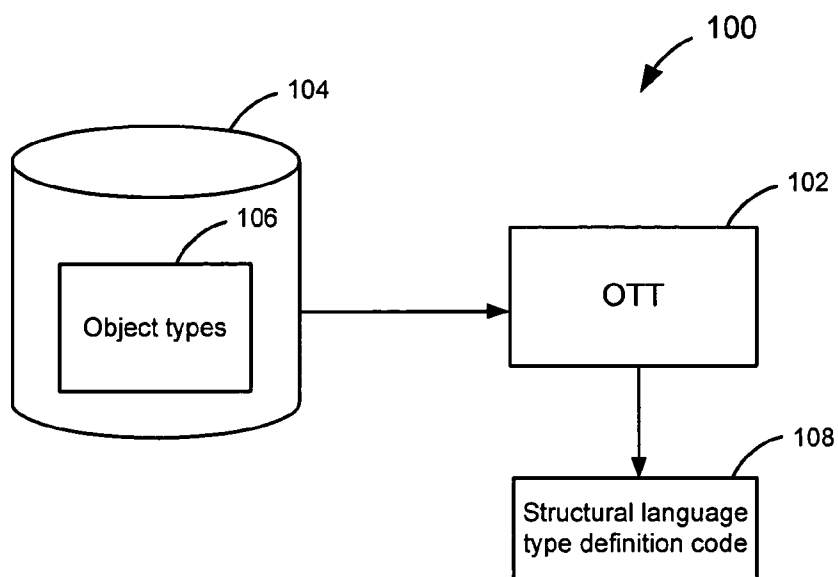 100
104
102
106
Object types
OTT
108
Structural language
type definition code